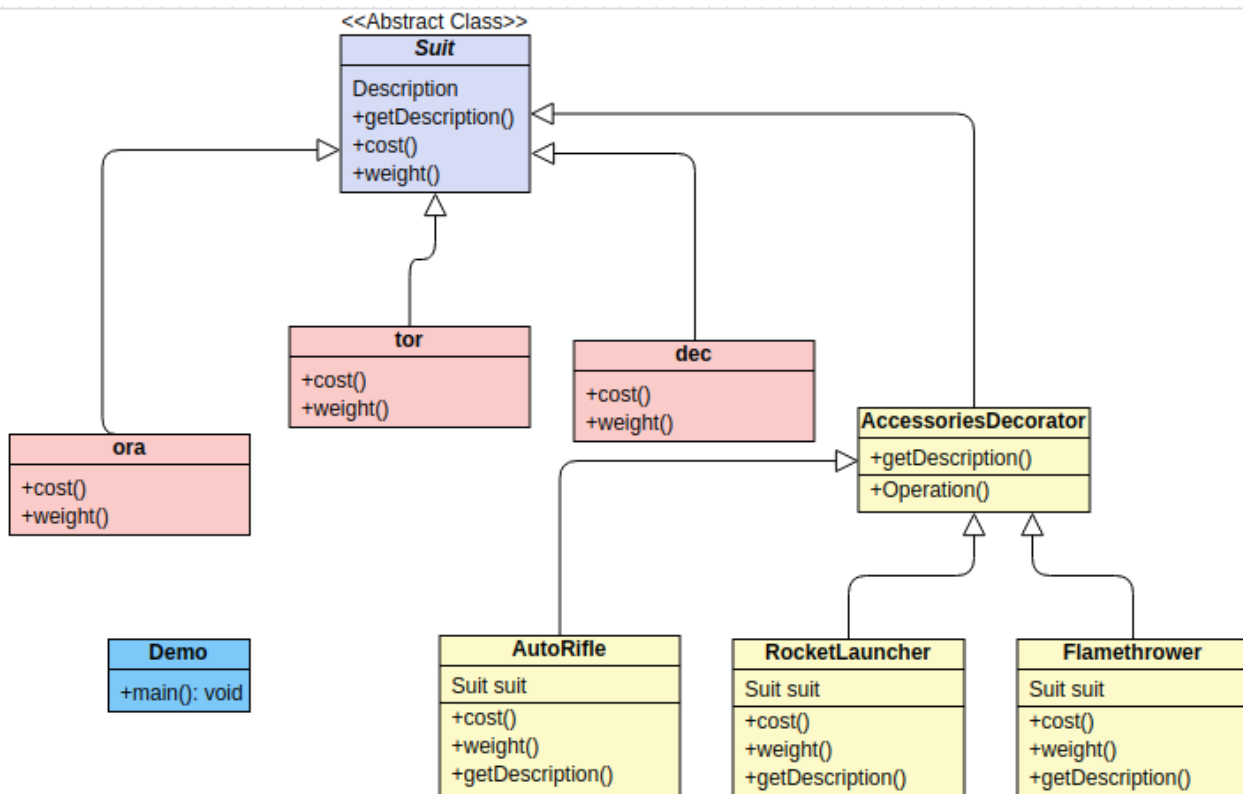 <<Abstract Class>>
Suit
Description
+getDescription()
+cost()
+weight()
tor
+cost()
+weight()
dec
+cost()
+weight()
ora
+cost()
+weight()
AccessoriesDecorator
+getDescription()
+Operation()
Demo
+main(): void
AutoRifle
Suit suit
+cost()
+weight()
+getDescription()
RocketLauncher
Suit suit
+cost()
+weight()
+getDescription()
Flamethrower
Suit suit
+cost()
+weight()
+getDescription()